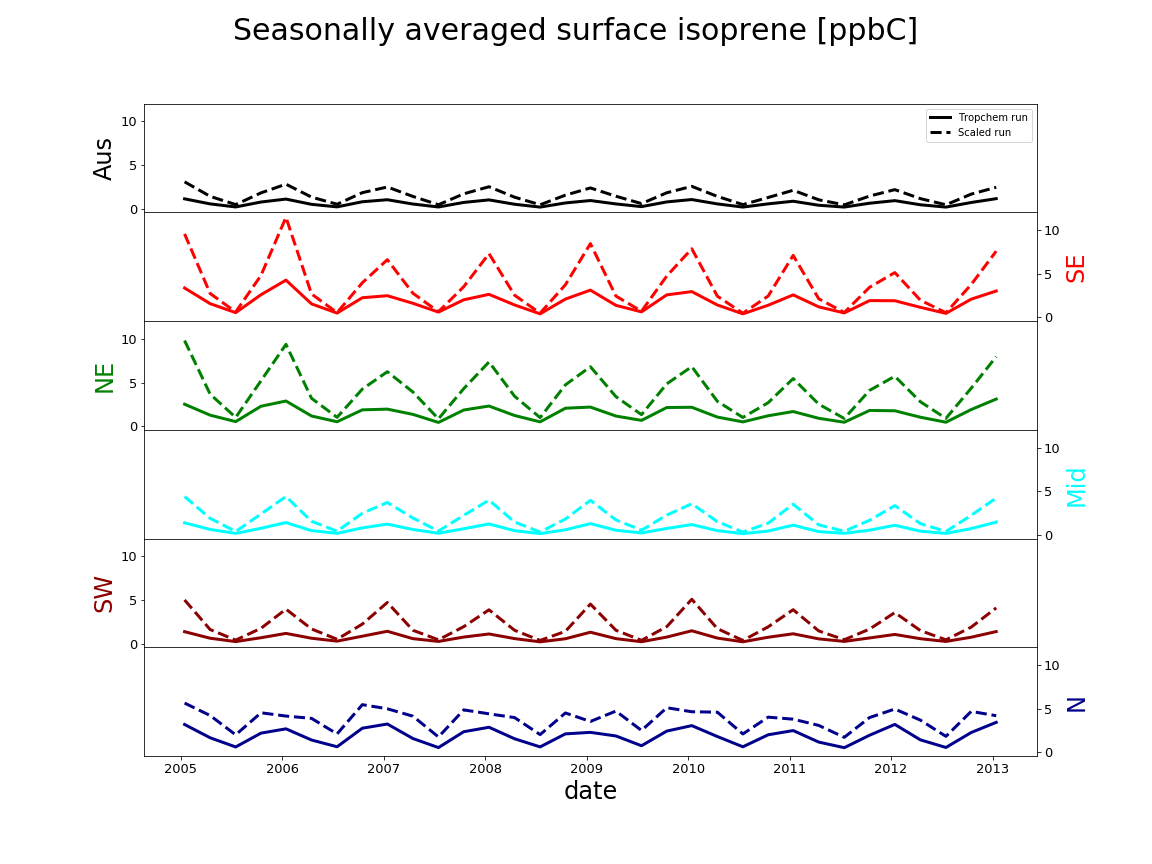 Seasonally averaged surface isoprene [ppbC]
Tropchem run
Scaled run
Aus
10
5
0
SE
10
5
0
NE
10
5
0
Mid
10
5
0
SW
10
5
0
N
10
5
0
2005 2006 2007 2008 2009 2010 2011 2012 2013
date